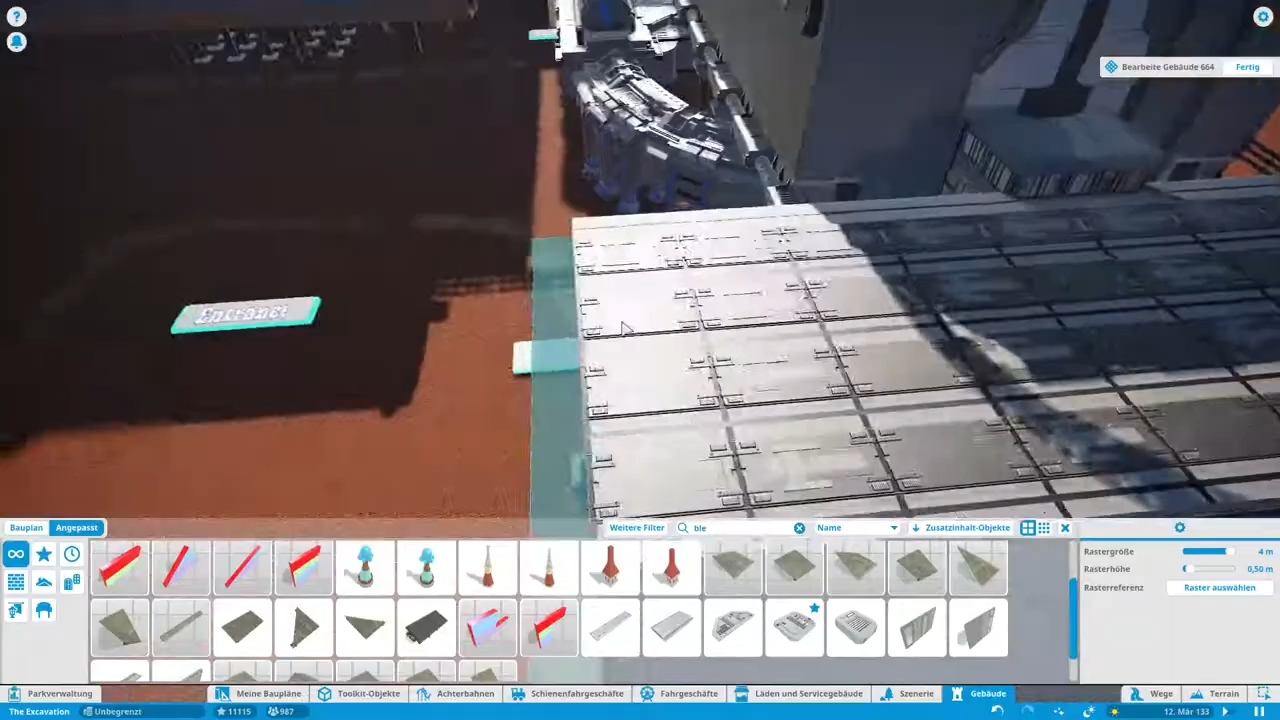 ?
Bearbeite Gebäude 664 Fertig
Entrance
Bauplan Angepasst Weitere Filter ble Name Zusatzinhalt-Objekte
Rastergröße 4 m
Rasterhöhe 0,50 m
Rasterreferenz Raster auswählen
Parkverwaltung Meine Baupläne Toolkit-Objekte Achterbahnen Schienenfahrgeschäfte Fahrgeschäfte Läden und Servicegebäude Szenerie Gebäude Wege Terrain
The Excavation Unbegrenzt 11115 987 12. Mär 133